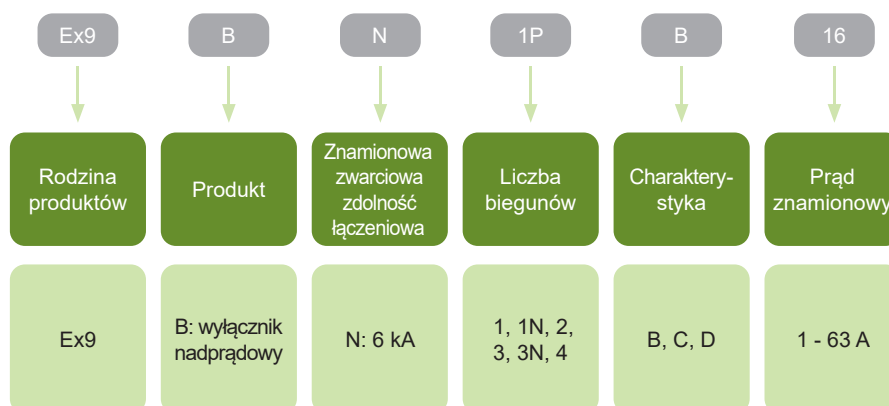 Ex9
B
N
1P
B
16
Rodzina
produktów
Produkt
Znamionowa
zwarciowa
zdolność
łączeniowa
Liczba
biegunów
Charaktery-
styka
Prąd
znamionowy
Ex9
B: wyłącznik
nadprądowy
N: 6 kA
1, 1N, 2,
3, 3N, 4
B, C, D
1 - 63 A